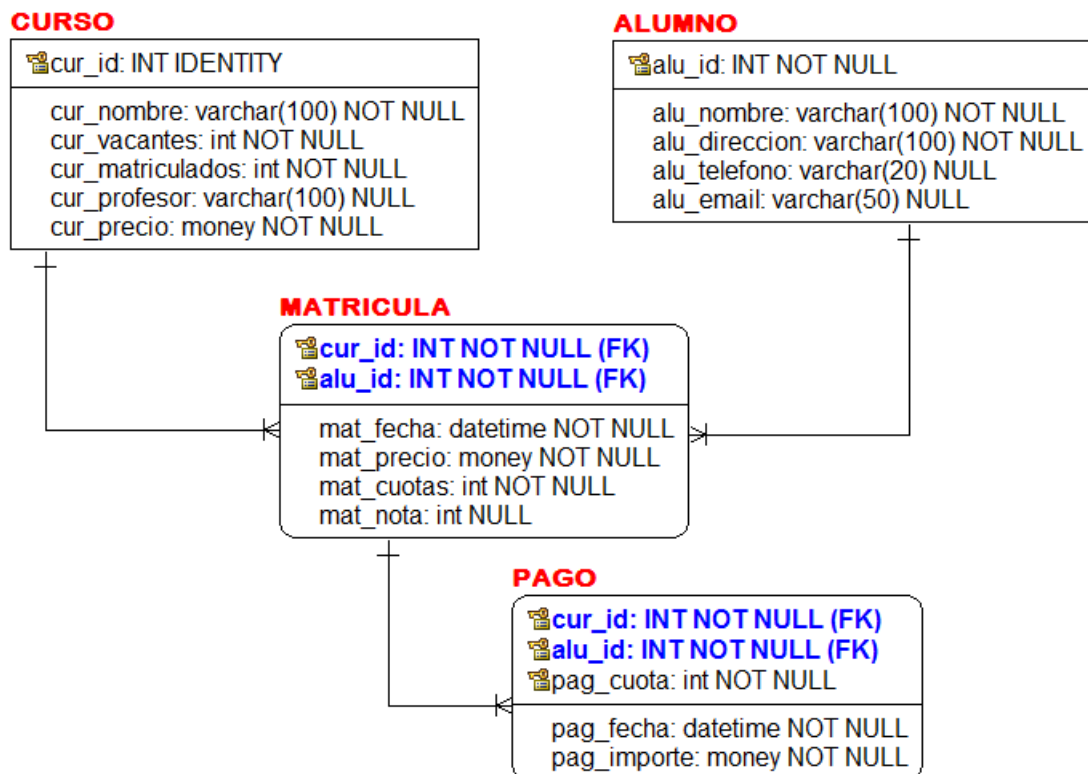 CURSO
cur_id: INT IDENTITY
cur_nombre: varchar(100) NOT NULL
cur_vacantes: int NOT NULL
cur_matriculados: int NOT NULL
cur_profesor: varchar(100) NULL
cur_precio: money NOT NULL
ALUMNO
alu_id: INT NOT NULL
alu_nombre: varchar(100) NOT NULL
alu_direccion: varchar(100) NOT NULL
alu_telefono: varchar(20) NULL
alu_email: varchar(50) NULL
MATRICULA
cur_id: INT NOT NULL (FK)
alu_id: INT NOT NULL (FK)
mat_fecha: datetime NOT NULL
mat_precio: money NOT NULL
mat_cuotas: int NOT NULL
mat_nota: int NULL
PAGO
cur_id: INT NOT NULL (FK)
alu_id: INT NOT NULL (FK)
pag_cuota: int NOT NULL
pag_fecha: datetime NOT NULL
pag_importe: money NOT NULL